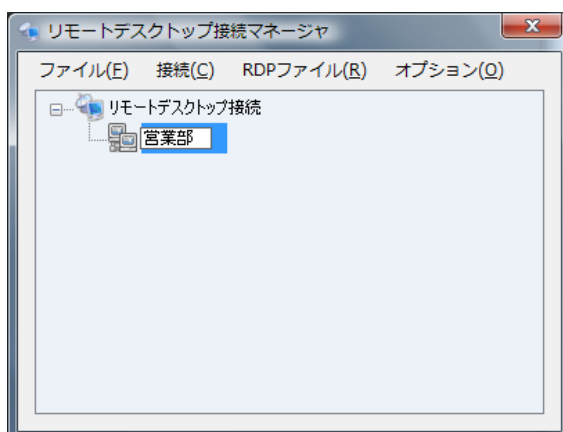 リモートデスクトップ接続マネージャ
ファイル(F) 接続(C) RDPファイル(R) オプション(O)
リモートデスクトップ接続
営業部